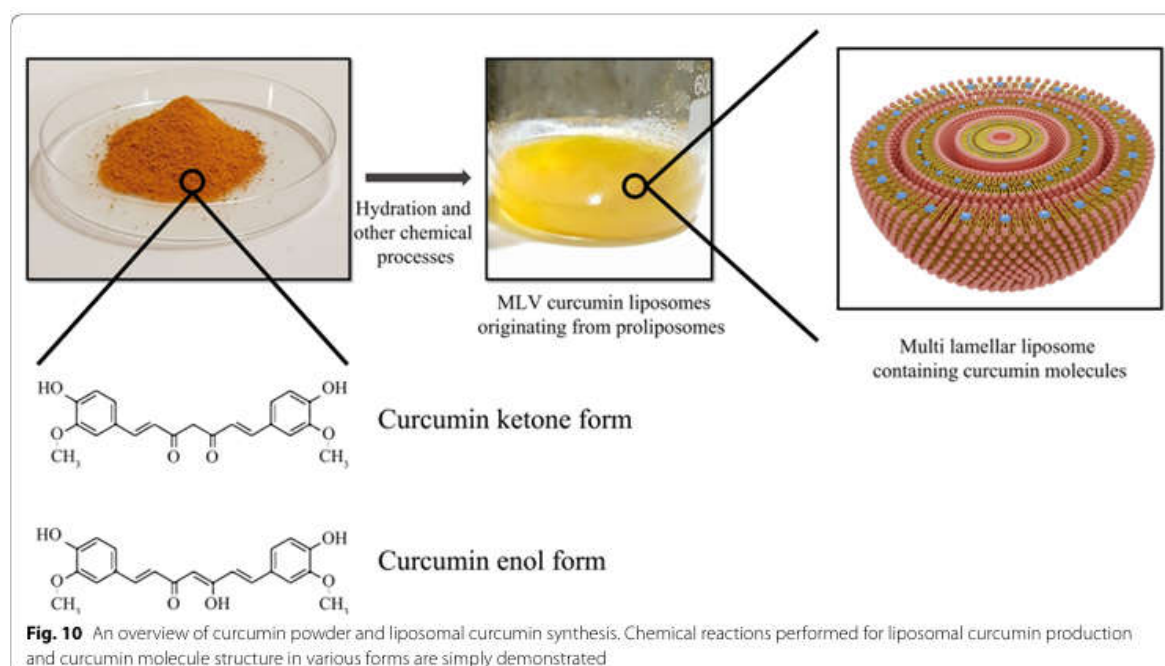 60
Hydration and
other chemical
processes
MLV curcumin liposomes
originating from proliposomes
Multi lamellar liposome
containing curcumin molecules
HO
OH
O
CH₃
O
O
O
CH₃
Curcumin ketone form
HO
OH
O
CH₃
O
OH
O
CH₃
Curcumin enol form
Fig. 10 An overview of curcumin powder and liposomal curcumin synthesis. Chemical reactions performed for liposomal curcumin production
and curcumin molecule structure in various forms are simply demonstrated